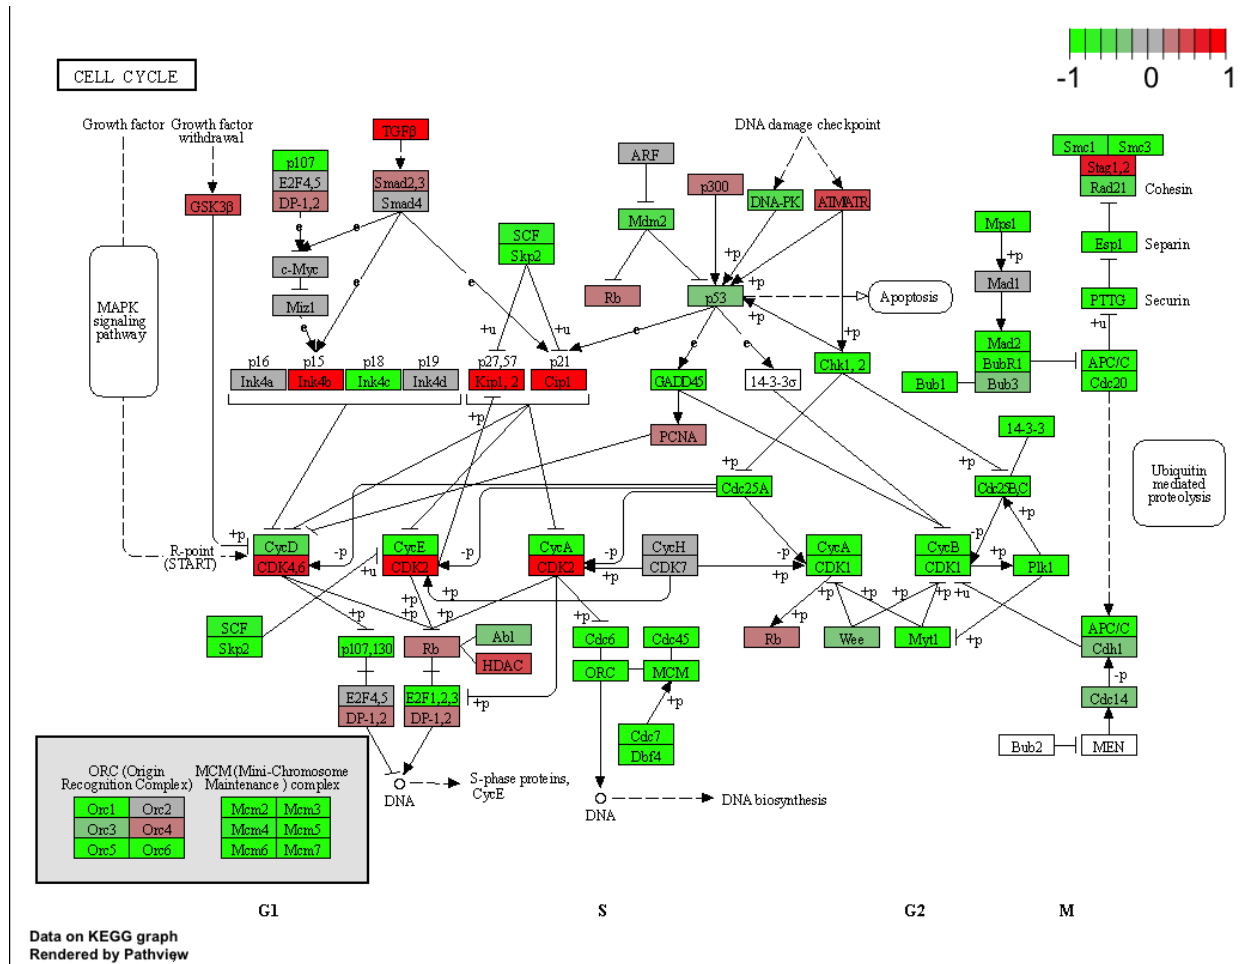 -1 0 1
CELL CYCLE
Growth factor
Growth factor
withdrawal
TGFβ
DNA damage checkpoint
Smc1 Smc3
p107
ARF
Stag1,2
E2F4,5
Smad2,3
p300
Rad21
Cohesin
GSK3β
DP-1,2
Smad4
DNA-PK
ATM/ATR
Mdm2
Mps1
e
e
SCF
+p
Esp1
Separin
Skp2
+p
+p
c-Myc
e
e
Mad1
MAPK
signaling
pathway
Miz1
Rb
p53
Apoptosis
PTTG
Securin
e
+u
+u
e
e
+p
+p
+u
Mad2
p16
p15
p18
p19
p27,57
p21
Chk1, 2
BubR1
APC/C
Ink4a
Ink4b
Ink4c
Ink4d
Kip1, 2
Cip1
GADD45
14-3-3σ
Bub1
Bub3
Cdc20
+p
14-3-3
PCNA
+p
+p
Ubiquitin
mediated
proteolysis
Cdc25A
Cdc25B,C
+p
+p
+p
R-point
(START)
CycD
CycE
CycA
CycH
CycA
CycB
-p
-p
-p
-p
-p
+p
CDK4,6
CDK2
CDK2
CDK7
CDK1
CDK1
Plk1
+u
+p
+p
+p
+p
+p
+p
+p
+p
+p
+u
SCF
Skp2
p107,130
Rb
Abl
Cdc6
Cdc45
Rb
Wee
Myt1
+p
APC/C
Cdh1
HDAC
ORC
MCM
-p
E2F4,5
E2F1,2,3
+p
+p
Cdc14
DP-1,2
DP-1,2
Cdc7
Dbf4
Bub2
MEN
ORC (Origin
Recognition Complex)
MCM (Mini-Chromosome
Maintenance ) complex
DNA
S-phase proteins,
CycE
DNA
DNA biosynthesis
Orc1 Orc2 Mcm2 Mcm3
Orc3 Orc4 Mcm4 Mcm5
Orc5 Orc6 Mcm6 Mcm7
G1 S G2 M
Data on KEGG graph
Rendered by Pathview